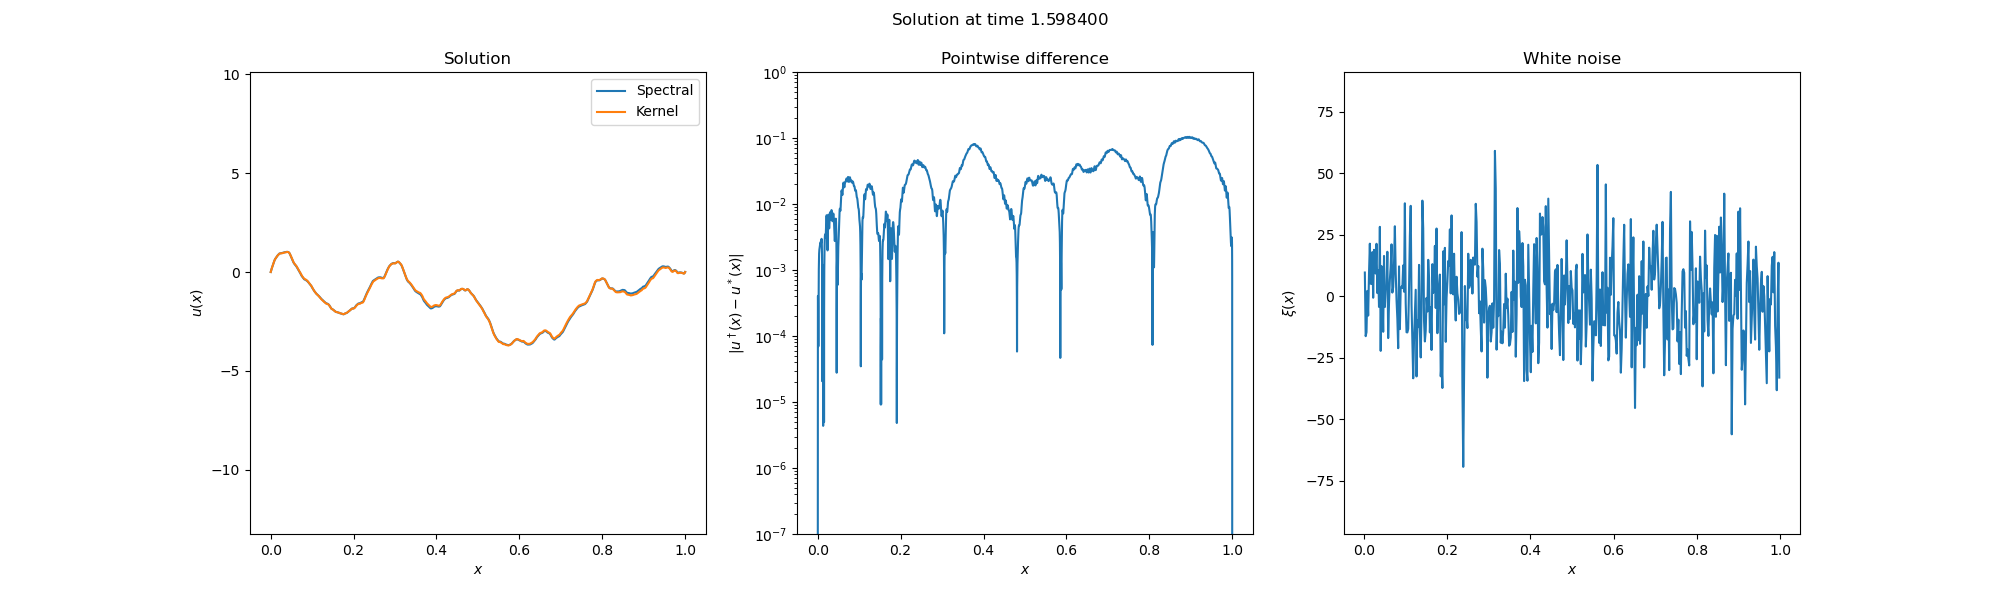 Solution at time 1.598400
Solution
10
5
0
−5
−10
u(x)
Spectral
Kernel
0.0 0.2 0.4 0.6 0.8 1.0
x
Pointwise difference
10⁰
10⁻¹
10⁻²
10⁻³
10⁻⁴
10⁻⁵
10⁻⁶
10⁻⁷
|u†(x) − u*(x)|
0.0 0.2 0.4 0.6 0.8 1.0
x
White noise
75
50
25
0
−25
−50
−75
ξ(x)
0.0 0.2 0.4 0.6 0.8 1.0
x